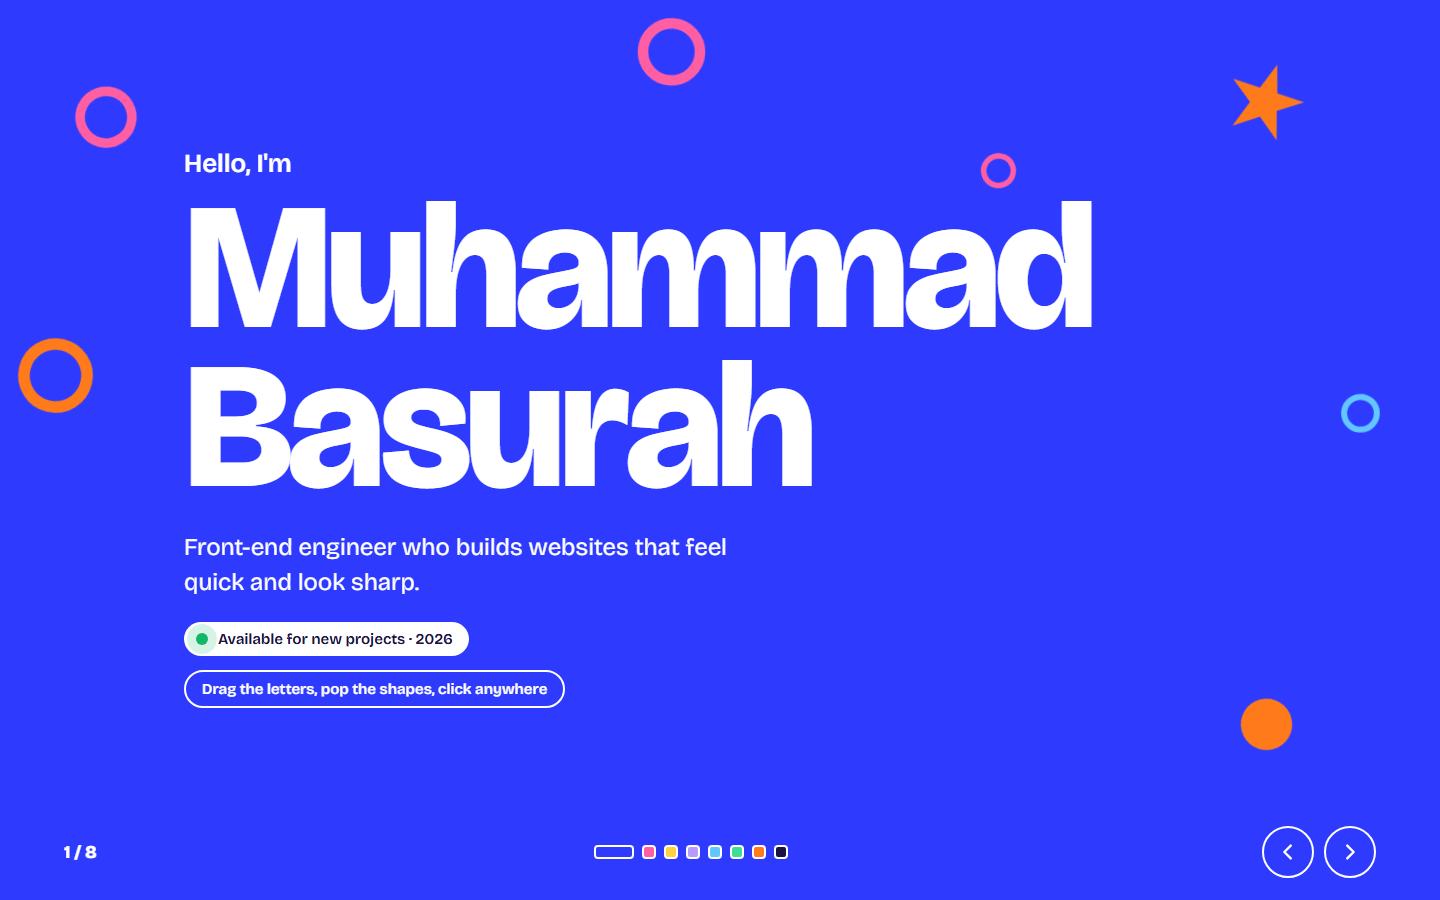 Hello, I'm
Muhammad
Basurah
Front-end engineer who builds websites that feel
quick and look sharp.
Available for new projects · 2026
Drag the letters, pop the shapes, click anywhere
1 / 8